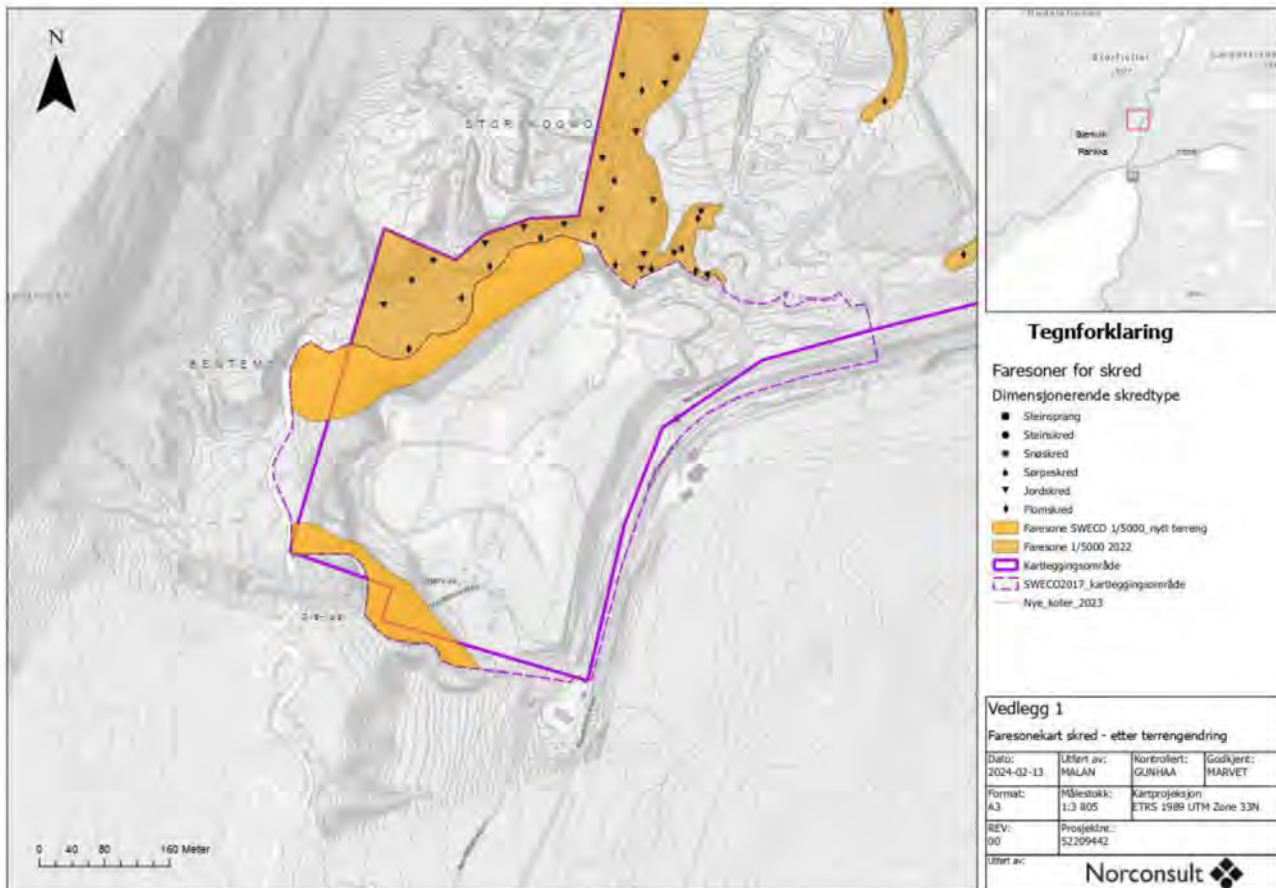 N
160 Meter
0 40 80
Tegnforklaring
Faresoner for skred
Dimensjonerende skredtype
Steinsprang
Steinskred
Snøskred
Sørpeskred
Jordskred
Flomskred
Faresone SWECO 1/5000_nytt terreng
Faresone 1/5000 2022
Kartleggingsområde
SWECO2017_kartleggingsområde
Nye_koter_2023
Vedlegg 1
Faresonekart skred - etter terrengendring
Dato: Utført av: Kontrollert: Godkjent:
2024-02-13 MALAN GUNHAA MARVET
Format: Målestokk: Kartprojeksjon
A3 1:3 805 ETRS 1989 UTM Zone 33N
REV: Prosjektnr.:
00 52209442
Utført av:
Norconsult